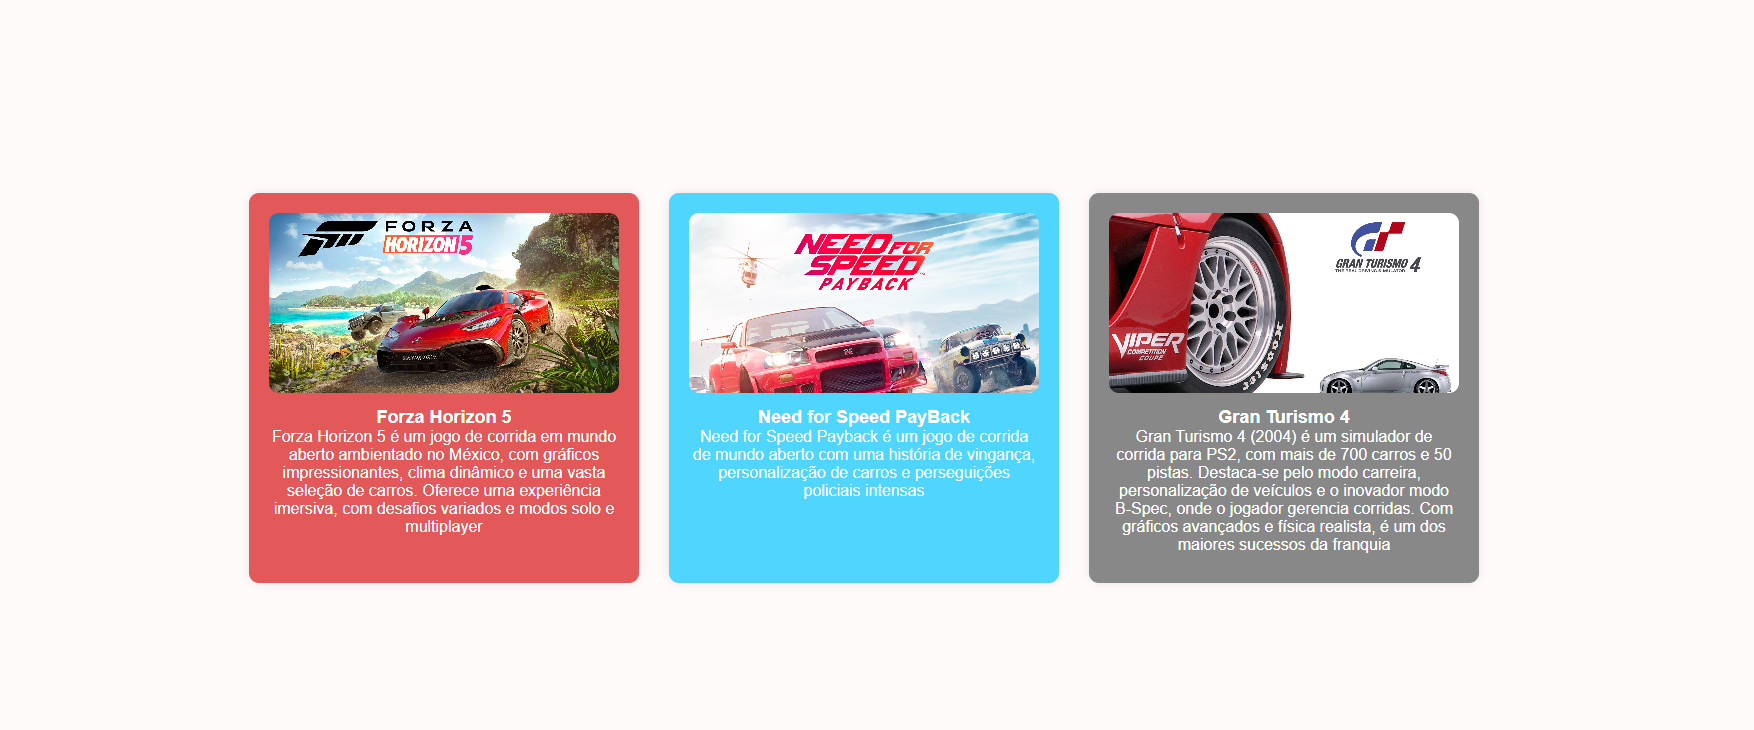 FORZA
HORIZON 5
Forza Horizon 5
Forza Horizon 5 é um jogo de corrida em mundo
aberto ambientado no México, com gráficos
impressionantes, clima dinâmico e uma vasta
seleção de carros. Oferece uma experiência
imersiva, com desafios variados e modos solo e
multiplayer
NEED FOR
SPEED
PAYBACK
Need for Speed PayBack
Need for Speed Payback é um jogo de corrida
de mundo aberto com uma história de vingança,
personalização de carros e perseguições
policiais intensas
GRAN TURISMO 4
THE REAL DRIVING SIMULATOR
VIPER
COMPETITION
COUPE
Gran Turismo 4
Gran Turismo 4 (2004) é um simulador de
corrida para PS2, com mais de 700 carros e 50
pistas. Destaca-se pelo modo carreira,
personalização de veículos e o inovador modo
B-Spec, onde o jogador gerencia corridas. Com
gráficos avançados e física realista, é um dos
maiores sucessos da franquia